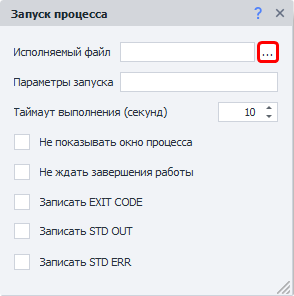 Запуск процесса ?
Исполняемый файл ...
Параметры запуска
Таймаут выполнения (секунд) 10
Не показывать окно процесса
Не ждать завершения работы
Записать EXIT CODE
Записать STD OUT
Записать STD ERR